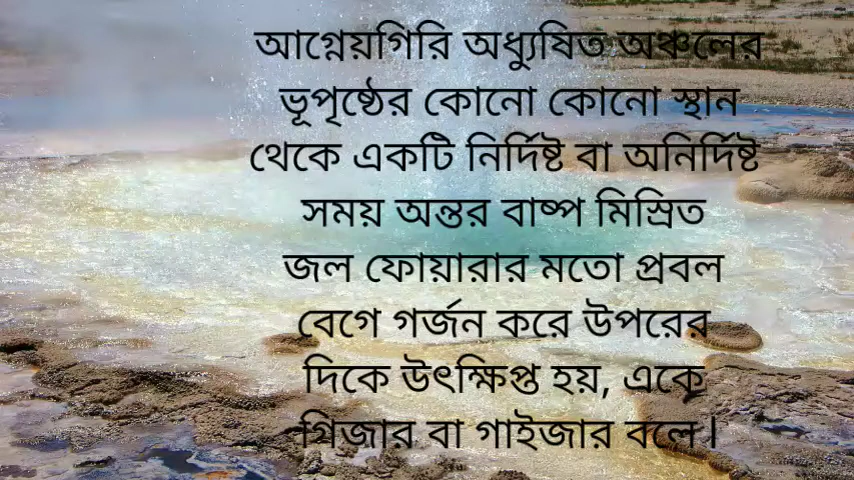 আগ্নেয়গিরি অধ্যুষিত অঞ্চলের
ভূপৃষ্ঠের কোনো কোনো স্থান
থেকে একটি নির্দিষ্ট বা অনির্দিষ্ট
সময় অন্তর বাষ্প মিস্রিত
জল ফোয়ারার মতো প্রবল
বেগে গর্জন করে উপরের
দিকে উৎক্ষিপ্ত হয়, একে
গিজার বা গাইজার বলে l